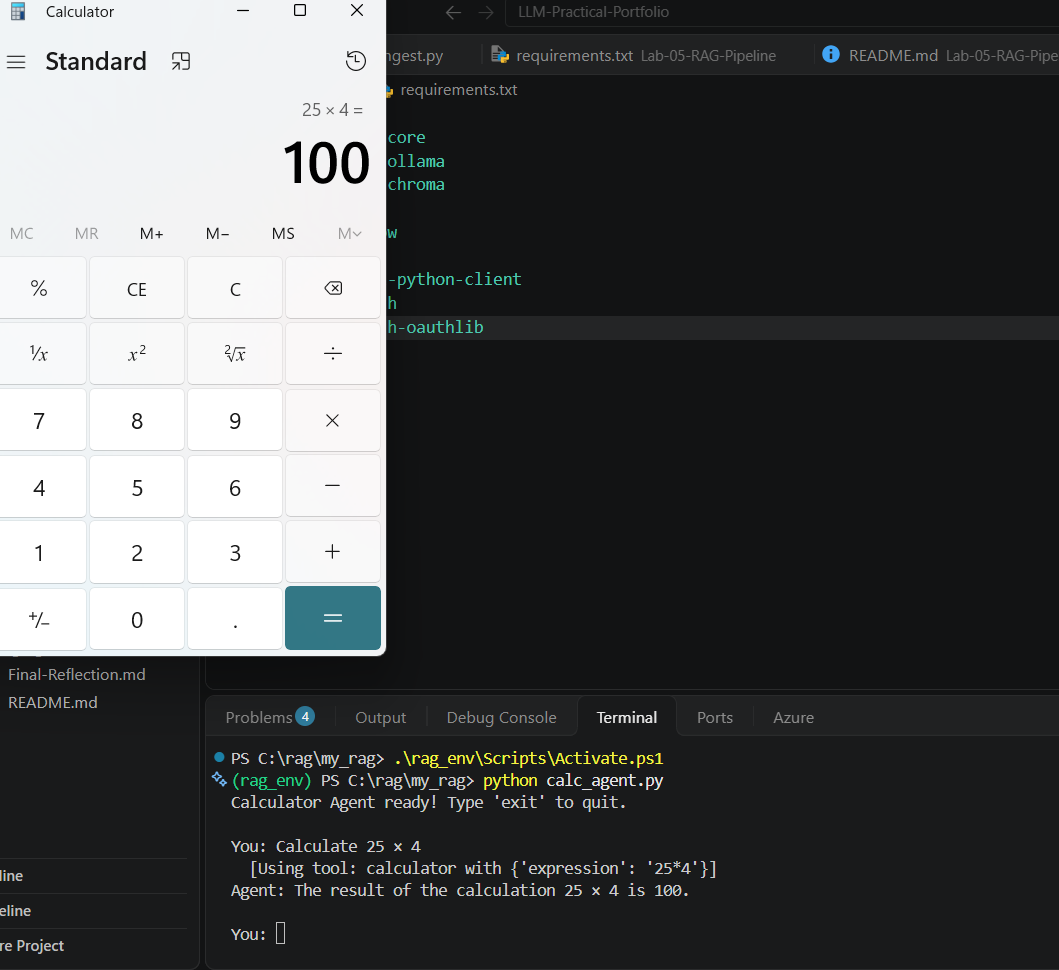 Calculator
Standard
25 × 4 =
100
MC MR M+ M− MS M
% CE C
¹/x x² ²√x ÷
7 8 9 ×
4 5 6 −
1 2 3 +
+/− 0 . =
LLM-Practical-Portfolio
ngest.py requirements.txt Lab-05-RAG-Pipeline README.md Lab-05-RAG-Pipe
requirements.txt
core
ollama
chroma
w
-python-client
h
h-oauthlib
Final-Reflection.md
README.md
line
eline
re Project
Problems 4 Output Debug Console Terminal Ports Azure
PS C:\rag\my_rag> .\rag_env\Scripts\Activate.ps1
(rag_env) PS C:\rag\my_rag> python calc_agent.py
Calculator Agent ready! Type 'exit' to quit.
You: Calculate 25 × 4
[Using tool: calculator with {'expression': '25*4'}]
Agent: The result of the calculation 25 × 4 is 100.
You: